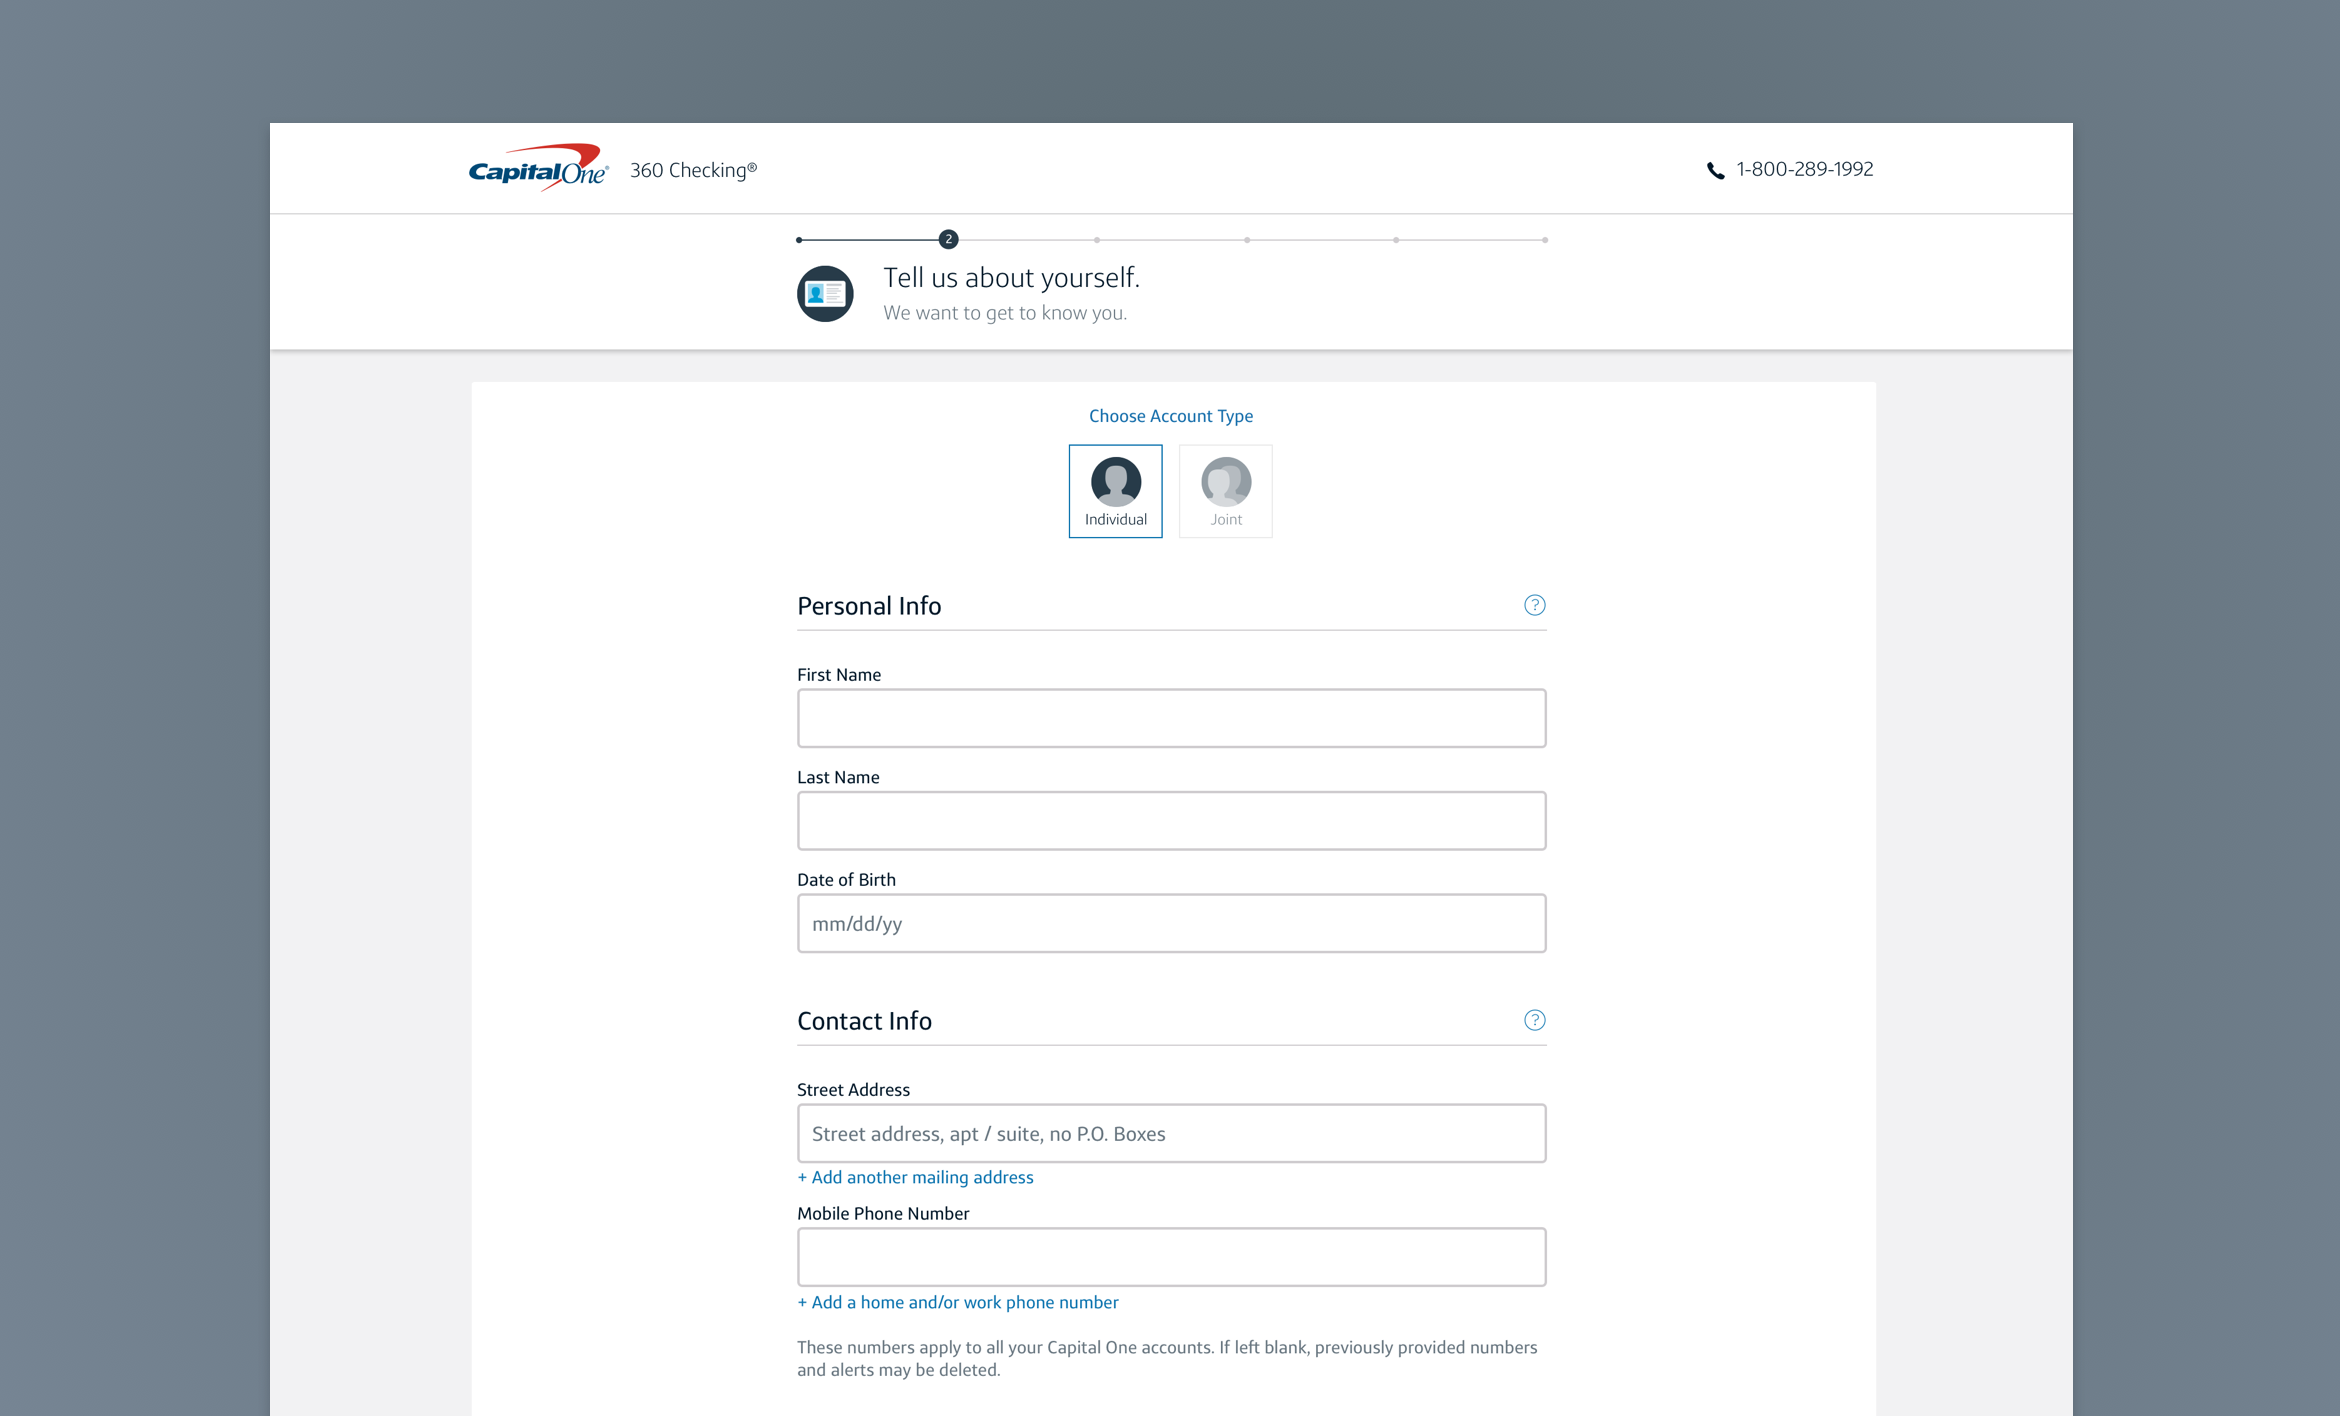 CapitalOne® 360 Checking® 1-800-289-1992
2
Tell us about yourself.
We want to get to know you.
Choose Account Type
Individual Joint
Personal Info ?
First Name
Last Name
Date of Birth
mm/dd/yy
Contact Info ?
Street Address
Street address, apt / suite, no P.O. Boxes
+ Add another mailing address
Mobile Phone Number
+ Add a home and/or work phone number
These numbers apply to all your Capital One accounts. If left blank, previously provided numbers
and alerts may be deleted.